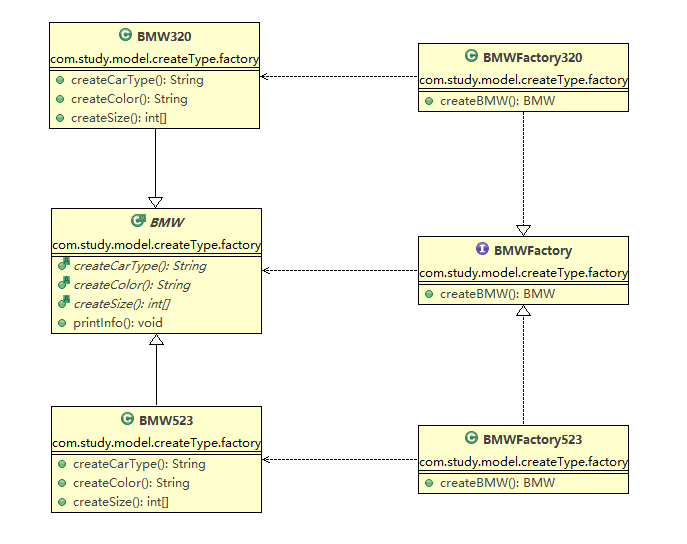 BMW320
com.study.model.createType.factory
createCarType(): String
createColor(): String
createSize(): int[]
BMWFactory320
com.study.model.createType.factory
createBMW(): BMW
BMW
com.study.model.createType.factory
createCarType(): String
createColor(): String
createSize(): int[]
printInfo(): void
BMWFactory
com.study.model.createType.factory
createBMW(): BMW
BMW523
com.study.model.createType.factory
createCarType(): String
createColor(): String
createSize(): int[]
BMWFactory523
com.study.model.createType.factory
createBMW(): BMW